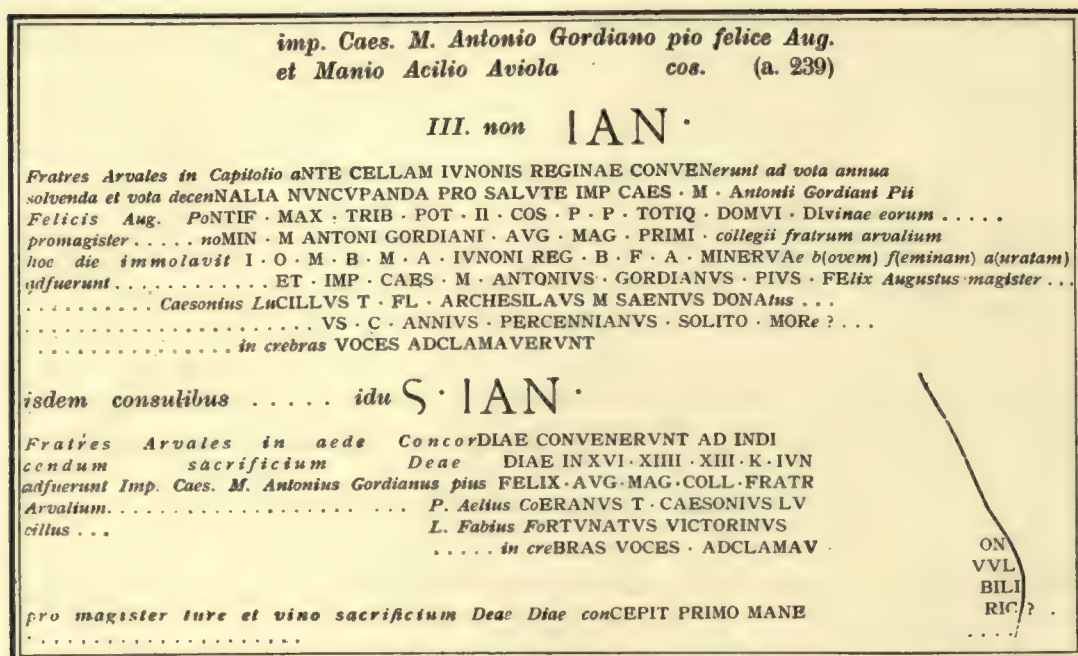 imp. Caes. M. Antonio Gordiano pio felice Aug.
et Manio Acilio Aviola cos. (a. 239)
III. non IAN ·
Fratres Arvales in Capitolio aNTE CELLAM IVNONIS REGINAE CONVENerunt ad vota annua
solvenda et vota decenNALIA NVNCVPANDA PRO SALVTE IMP CAES · M · Antonii Gordiani Pii
Felicis Aug. PoNTIF · MAX · TRIB · POT · II · COS · P · P · TOTIQ · DOMVI · DIvinae eorum .....
promagister ..... noMIN · M ANTONI GORDIANI · AVG · MAG · PRIMI · collegii fratrum arvalium
hoc die immolavit I · O · M · B · M · A · IVNONI REG · B · F · A · MINERVAe b(ovem) f(eminam) a(uratam)
adfuerunt ............ ET · IMP · CAES · M · ANTONIVS · GORDIANVS · PIVS · FElix Augustus magister ...
.......... Caesonius LuCILLVS T · FL · ARCHESILAVS M SAENIVS DONAtus ...
...................... VS · C · ANNIVS · PERCENNIANVS · SOLITO · MORe ? ...
................. in crebras VOCES ADCLAMAVERVNT
isdem consulibus ..... idu S · IAN ·
Fratres Arvales in aede ConcorDIAE CONVENERVNT AD INDI
cendum sacrificium Deae DIAE IN XVI · XIIII · XIII · K · IVN
adfuerunt Imp. Caes. M. Antonius Gordianus pius FELIX · AVG · MAG · COLL · FRATR
Arvalium...................... P. Aelius CoERANVS T · CAESONIVS LV
cillus ... L. Fabius FoRTVNATVS VICTORINVS
..... in creBRAS VOCES · ADCLAMAV
ON
VVL
BILI
pro magister ture et vino sacrificium Deae Diae conCEPIT PRIMO MANE RIC ? .
...................... ....